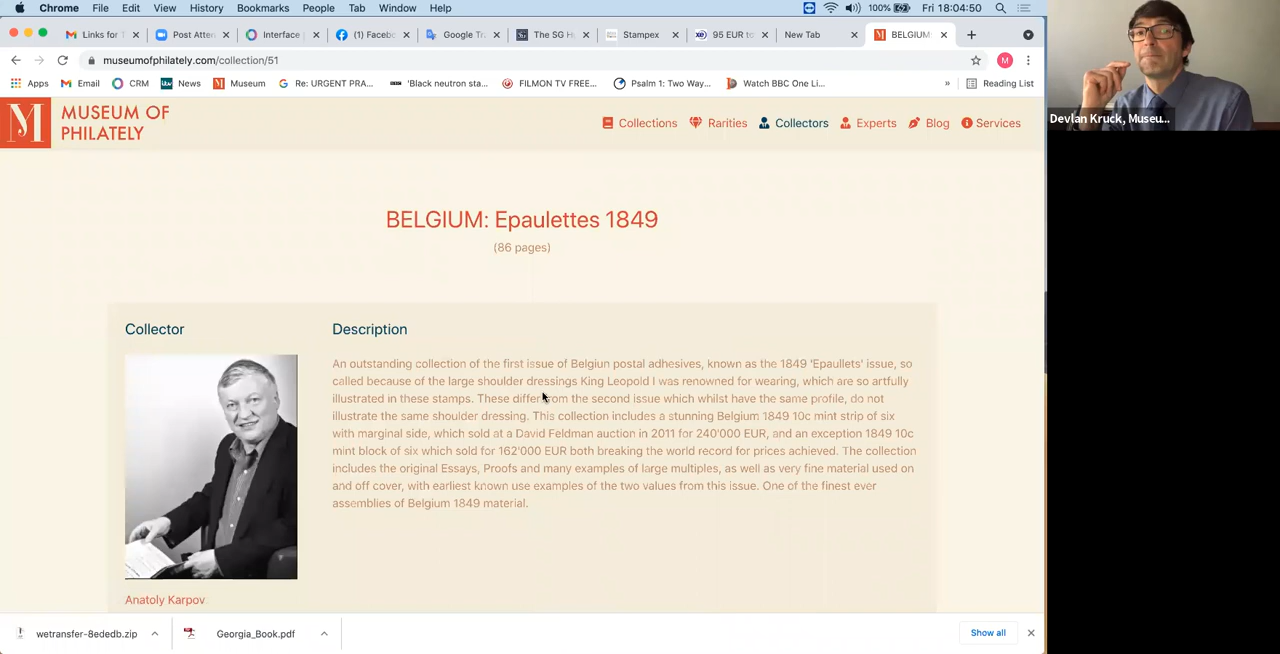 Chrome File Edit View History Bookmarks People Tab Window Help 100% Fri 18:04:50
Links for Post Atten Interface (1) Facebo Google Tr The SG H Stampex 95 EUR to New Tab BELGIUM
museumofphilately.com/collection/51 M
Apps Email CRM itv News Museum Re: URGENT PRA... 'Black neutron sta... FILMON TV FREE... Psalm 1: Two Way... Watch BBC One Li... » Reading List
M MUSEUM OF
PHILATELY
Collections Rarities Collectors Experts Blog Services
BELGIUM: Epaulettes 1849
(86 pages)
Collector
Anatoly Karpov
Description
An outstanding collection of the first issue of Belgiun postal adhesives, known as the 1849 'Epaullets' issue, so
called because of the large shoulder dressings King Leopold I was renowned for wearing, which are so artfully
illustrated in these stamps. These differ from the second issue which whilst have the same profile, do not
illustrate the same shoulder dressing. This collection includes a stunning Belgium 1849 10c mint strip of six
with marginal side, which sold at a David Feldman auction in 2011 for 240'000 EUR, and an exception 1849 10c
mint block of six which sold for 162'000 EUR both breaking the world record for prices achieved. The collection
includes the original Essays, Proofs and many examples of large multiples, as well as very fine material used on
and off cover, with earliest known use examples of the two values from this issue. One of the finest ever
assemblies of Belgium 1849 material.
wetransfer-8ededb.zip Georgia_Book.pdf Show all
Devlan Kruck, Museu...